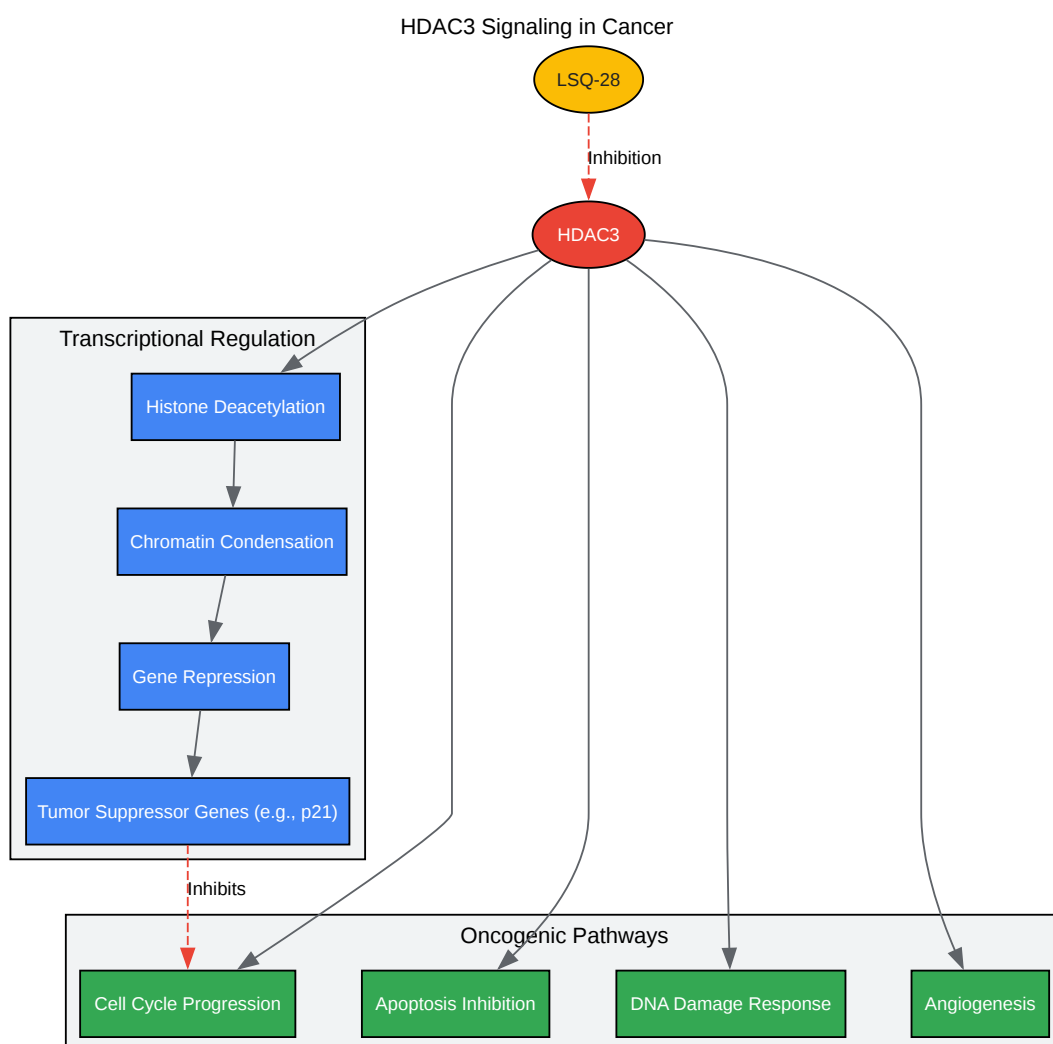 HDAC3 Signaling in Cancer
LSQ-28
Inhibition
HDAC3
Transcriptional Regulation
Histone Deacetylation
Chromatin Condensation
Gene Repression
Tumor Suppressor Genes (e.g., p21)
Inhibits
Oncogenic Pathways
Cell Cycle Progression
Apoptosis Inhibition
DNA Damage Response
Angiogenesis